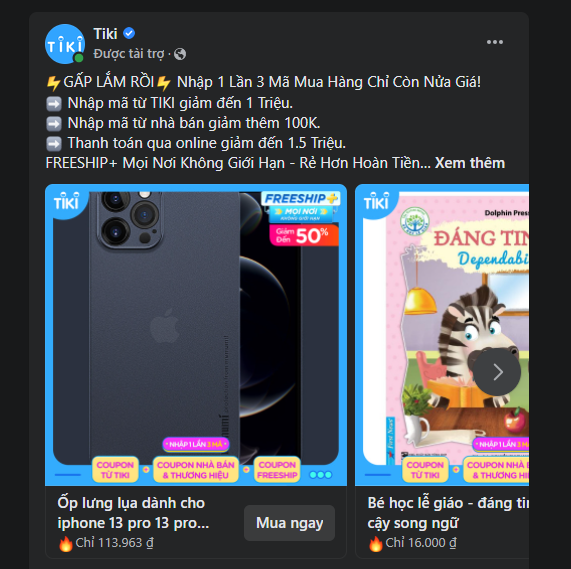 Tiki
Được tài trợ ·
⚡GẤP LẮM RỒI⚡ Nhập 1 Lần 3 Mã Mua Hàng Chỉ Còn Nửa Giá!
➡️ Nhập mã từ TIKI giảm đến 1 Triệu.
➡️ Nhập mã từ nhà bán giảm thêm 100K.
➡️ Thanh toán qua online giảm đến 1.5 Triệu.
FREESHIP+ Mọi Nơi Không Giới Hạn - Rẻ Hơn Hoàn Tiền... Xem thêm
TIKI
FREESHIP+
MỌI NƠI
KHÔNG GIỚI HẠN
Giảm Đến 50%
NHẬP 1 LẦN 3 MÃ
COUPON TỪ TIKI
COUPON NHÀ BÁN & THƯƠNG HIỆU
COUPON FREESHIP
Ốp lưng lụa dành cho
iphone 13 pro 13 pro...
🔥Chỉ 113.963 ₫
Mua ngay
TIKI
Dolphin Press
ĐÁNG TIN
Dependabi
First News
NHẬP 1 LẦN 3
COUPON TỪ TIKI
COUPON NHÀ B
& THƯƠNG HIỆ
Bé học lễ giáo - đáng tin
cậy song ngữ
🔥Chỉ 16.000 ₫